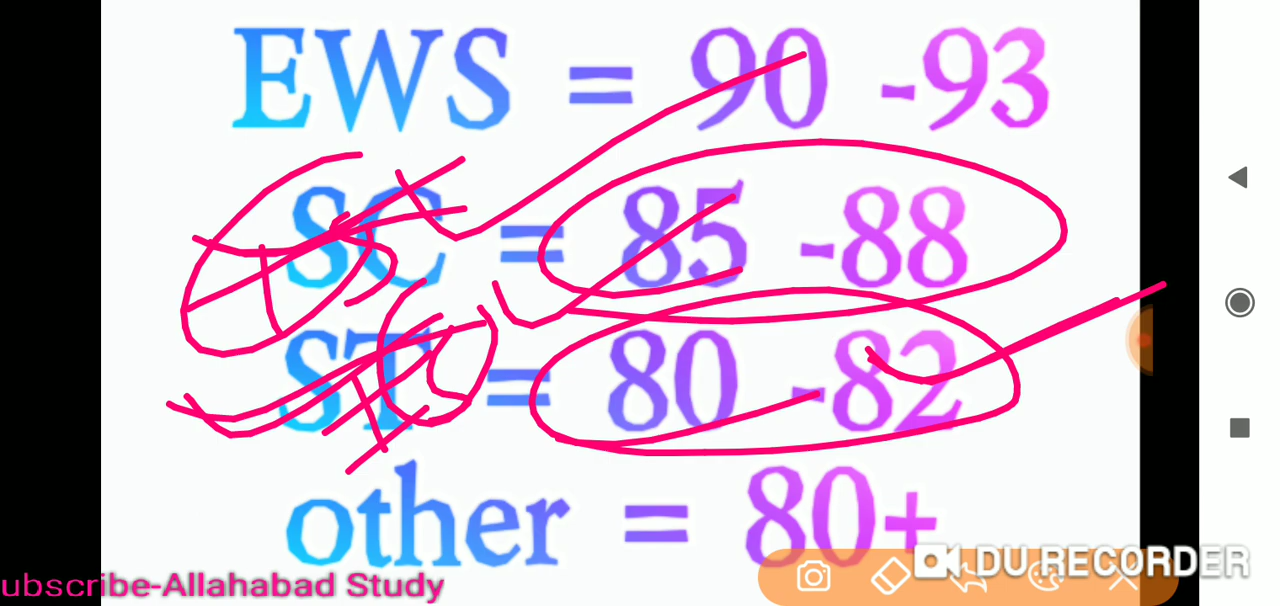 EWS = 90 -93
SC = 85 -88
ST = 80 -82
other = 80+
DU RECORDER
ubscribe-Allahabad Study